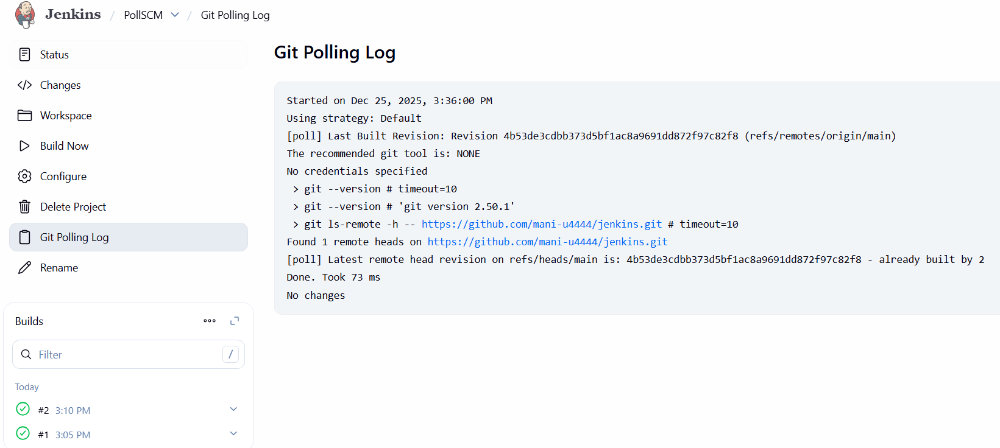 Jenkins / PollSCM / Git Polling Log
Status
Changes
Workspace
Build Now
Configure
Delete Project
Git Polling Log
Rename
Builds
Filter /
Today
#2 3:10 PM
#1 3:05 PM
Git Polling Log
Started on Dec 25, 2025, 3:36:00 PM
Using strategy: Default
[poll] Last Built Revision: Revision 4b53de3cdbb373d5bf1ac8a9691dd872f97c82f8 (refs/remotes/origin/main)
The recommended git tool is: NONE
No credentials specified
 > git --version # timeout=10
 > git --version # 'git version 2.50.1'
 > git ls-remote -h -- https://github.com/mani-u4444/jenkins.git # timeout=10
Found 1 remote heads on https://github.com/mani-u4444/jenkins.git
[poll] Latest remote head revision on refs/heads/main is: 4b53de3cdbb373d5bf1ac8a9691dd872f97c82f8 - already built by 2
Done. Took 73 ms
No changes